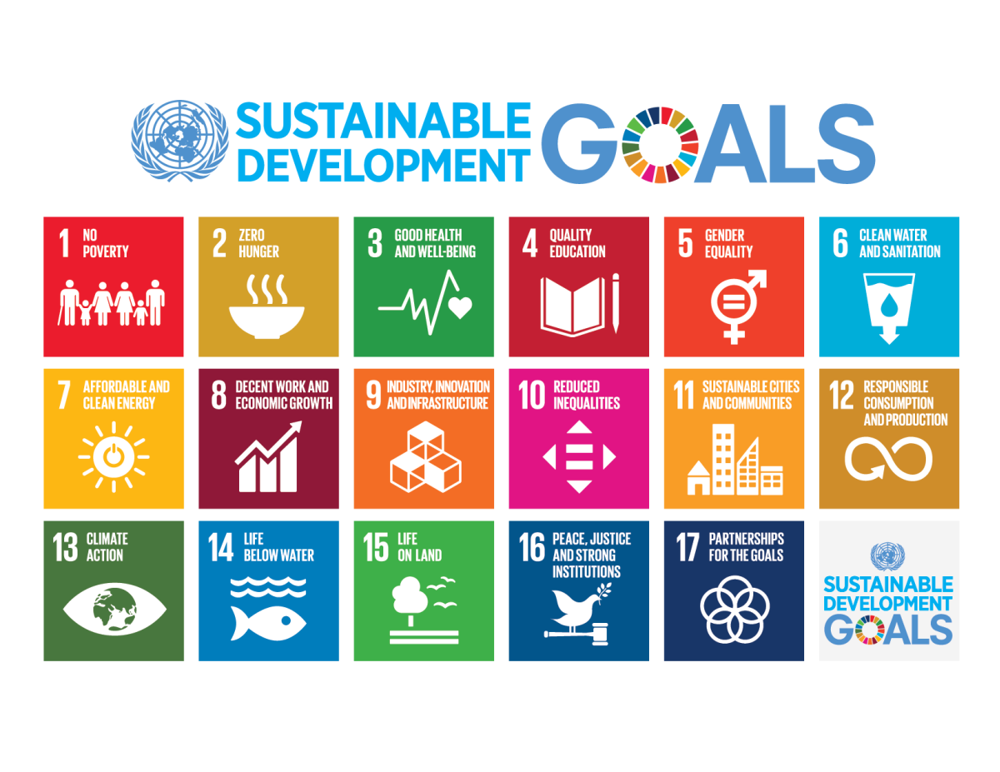 SUSTAINABLE
DEVELOPMENT
GOALS
1 NO
POVERTY
2 ZERO
HUNGER
3 GOOD HEALTH
AND WELL-BEING
4 QUALITY
EDUCATION
5 GENDER
EQUALITY
6 CLEAN WATER
AND SANITATION
7 AFFORDABLE AND
CLEAN ENERGY
8 DECENT WORK AND
ECONOMIC GROWTH
9 INDUSTRY, INNOVATION
AND INFRASTRUCTURE
10 REDUCED
INEQUALITIES
11 SUSTAINABLE CITIES
AND COMMUNITIES
12 RESPONSIBLE
CONSUMPTION
AND PRODUCTION
13 CLIMATE
ACTION
14 LIFE
BELOW WATER
15 LIFE
ON LAND
16 PEACE, JUSTICE
AND STRONG
INSTITUTIONS
17 PARTNERSHIPS
FOR THE GOALS
SUSTAINABLE
DEVELOPMENT
GOALS